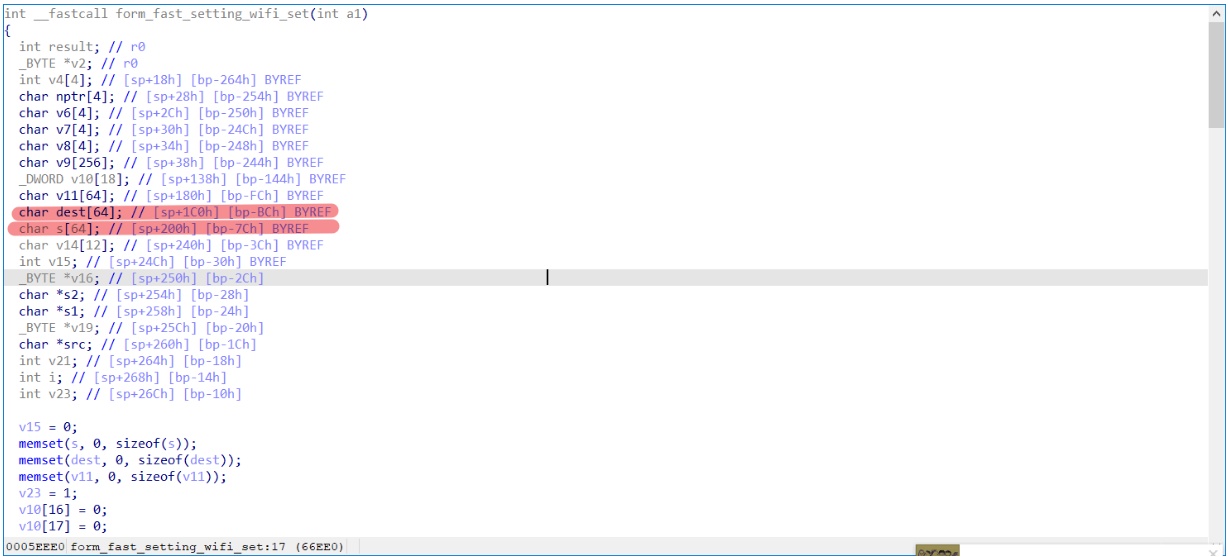 int __fastcall form_fast_setting_wifi_set(int a1)
{
  int result; // r0
  _BYTE *v2; // r0
  int v4[4]; // [sp+18h] [bp-264h] BYREF
  char nptr[4]; // [sp+28h] [bp-254h] BYREF
  char v6[4]; // [sp+2Ch] [bp-250h] BYREF
  char v7[4]; // [sp+30h] [bp-24Ch] BYREF
  char v8[4]; // [sp+34h] [bp-248h] BYREF
  char v9[256]; // [sp+38h] [bp-244h] BYREF
  _DWORD v10[18]; // [sp+138h] [bp-144h] BYREF
  char v11[64]; // [sp+180h] [bp-FCh] BYREF
  char dest[64]; // [sp+1C0h] [bp-BCh] BYREF
  char s[64]; // [sp+200h] [bp-7Ch] BYREF
  char v14[12]; // [sp+240h] [bp-3Ch] BYREF
  int v15; // [sp+24Ch] [bp-30h] BYREF
  _BYTE *v16; // [sp+250h] [bp-2Ch]
  char *s2; // [sp+254h] [bp-28h]
  char *s1; // [sp+258h] [bp-24h]
  _BYTE *v19; // [sp+25Ch] [bp-20h]
  char *src; // [sp+260h] [bp-1Ch]
  int v21; // [sp+264h] [bp-18h]
  int i; // [sp+268h] [bp-14h]
  int v23; // [sp+26Ch] [bp-10h]

  v15 = 0;
  memset(s, 0, sizeof(s));
  memset(dest, 0, sizeof(dest));
  memset(v11, 0, sizeof(v11));
  v23 = 1;
  v10[16] = 0;
  v10[17] = 0;
0005EEE0 form_fast_setting_wifi_set:17 (66EE0)